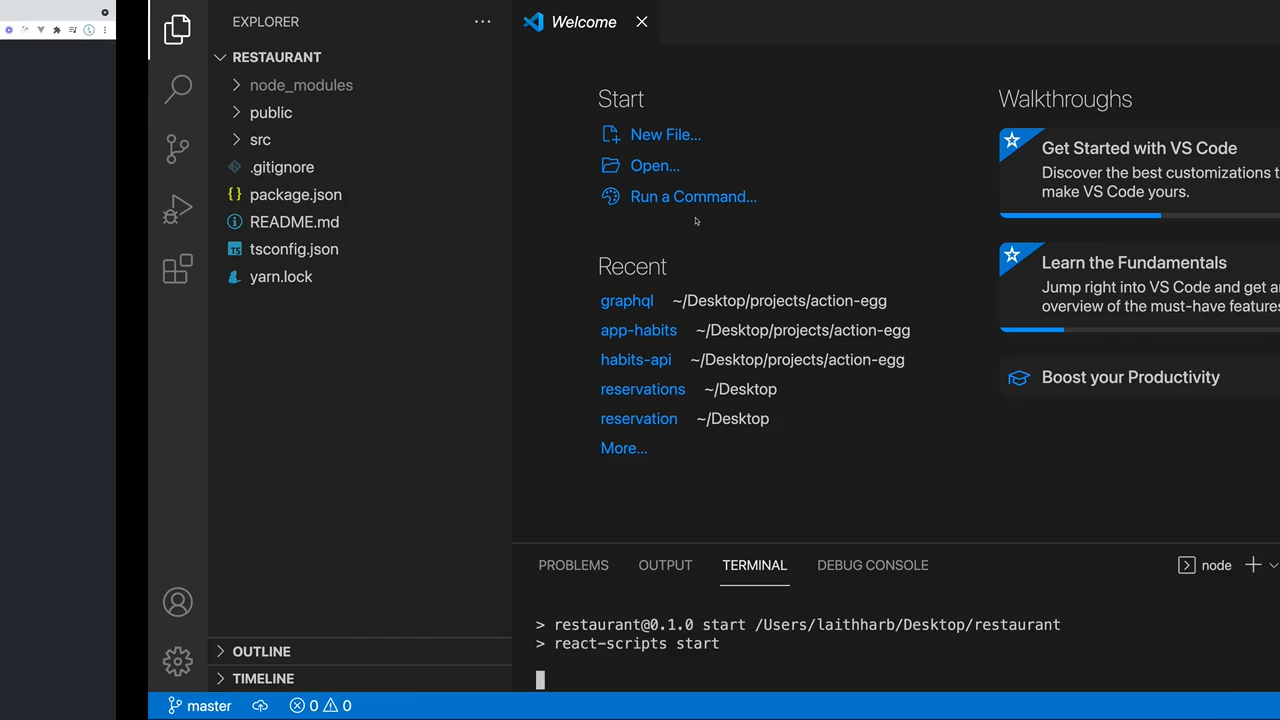 EXPLORER
RESTAURANT
node_modules
public
src
.gitignore
package.json
README.md
TS tsconfig.json
yarn.lock
OUTLINE
TIMELINE
Welcome
Start
New File...
Open...
Run a Command...
Recent
graphql ~/Desktop/projects/action-egg
app-habits ~/Desktop/projects/action-egg
habits-api ~/Desktop/projects/action-egg
reservations ~/Desktop
reservation ~/Desktop
More...
Walkthroughs
Get Started with VS Code
Discover the best customizations t
make VS Code yours.
Learn the Fundamentals
Jump right into VS Code and get a
overview of the must-have features
Boost your Productivity
PROBLEMS OUTPUT TERMINAL DEBUG CONSOLE node
> restaurant@0.1.0 start /Users/laithharb/Desktop/restaurant
> react-scripts start
master 0 0